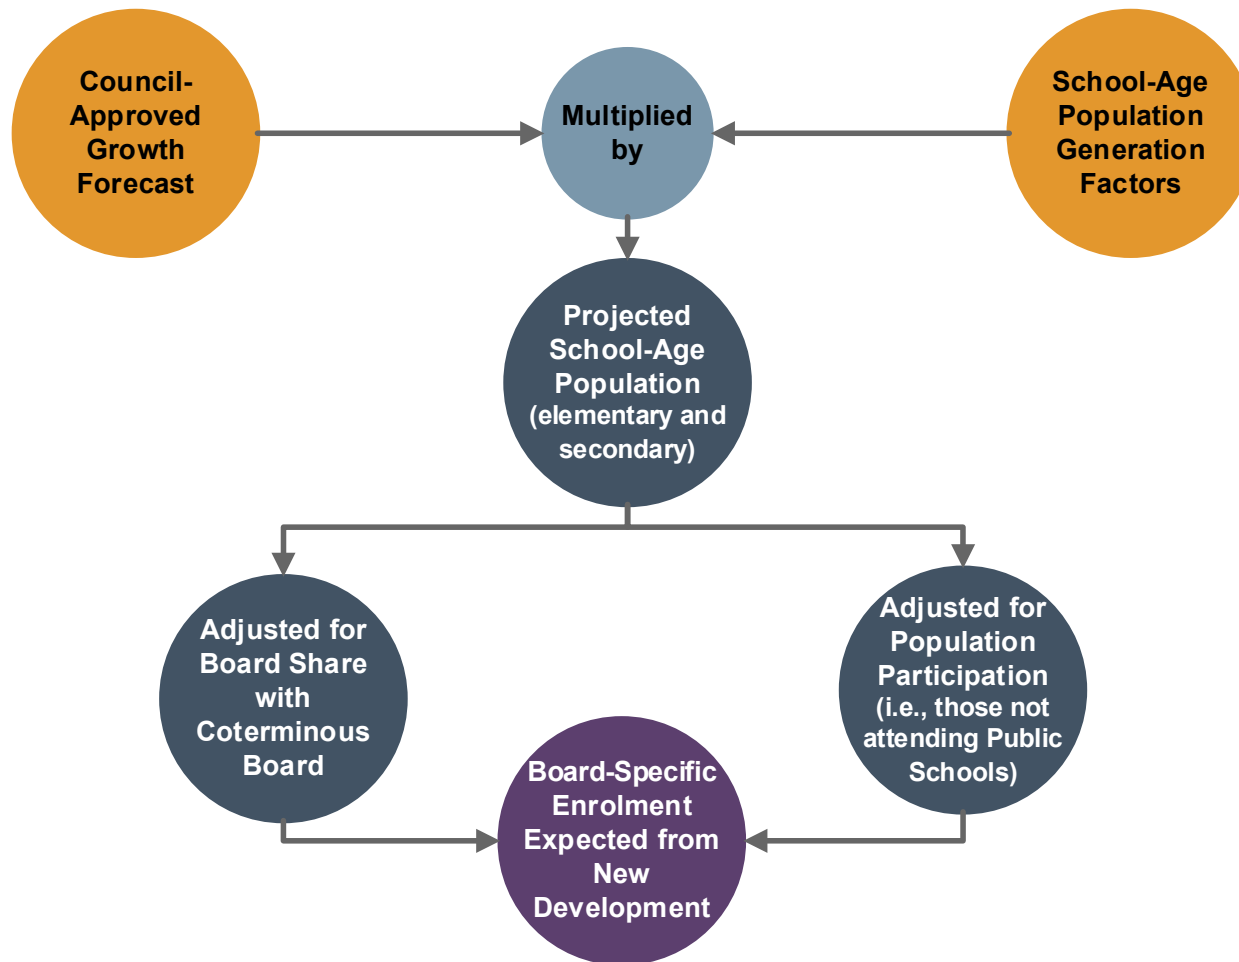 Council-
Approved
Growth
Forecast
Multiplied
by
School-Age
Population
Generation
Factors
Projected
School-Age
Population
(elementary and
secondary)
Adjusted for
Board Share
with
Coterminous
Board
Adjusted for
Population
Participation
(i.e., those not
attending Public
Schools)
Board-Specific
Enrolment
Expected from
New
Development